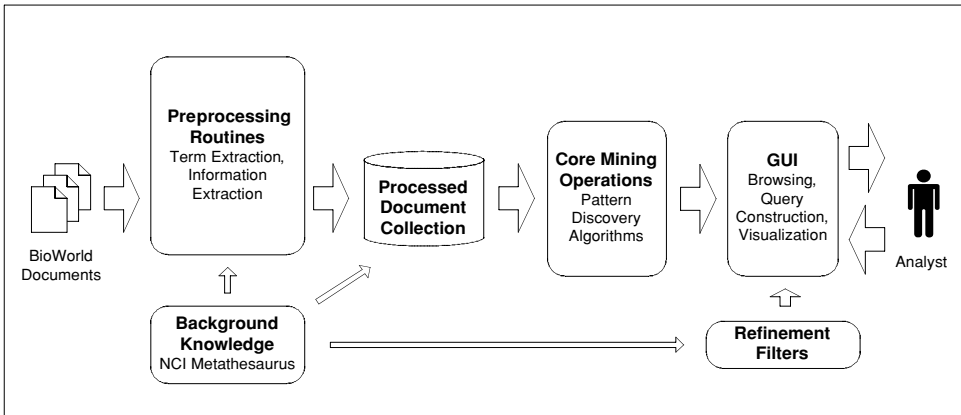 Preprocessing
Routines
Term Extraction,
Information
Extraction
BioWorld
Documents
Processed
Document
Collection
Core Mining
Operations
Pattern
Discovery
Algorithms
GUI
Browsing,
Query
Construction,
Visualization
Analyst
Background
Knowledge
NCI Metathesaurus
Refinement
Filters